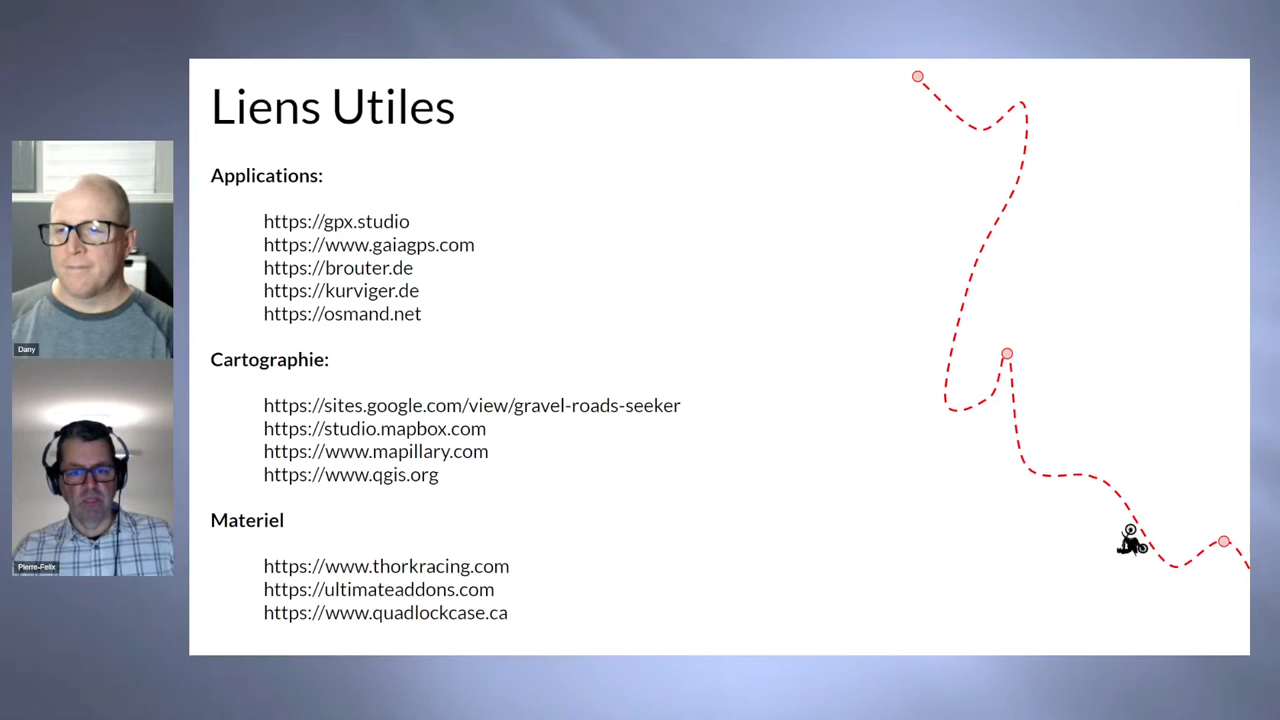 Liens Utiles
Applications:
https://gpx.studio
https://www.gaiagps.com
https://brouter.de
https://kurviger.de
https://osmand.net
Cartographie:
https://sites.google.com/view/gravel-roads-seeker
https://studio.mapbox.com
https://www.mapillary.com
https://www.qgis.org
Materiel
https://www.thorkracing.com
https://ultimateaddons.com
https://www.quadlockcase.ca
Dany
Pierre-Felix